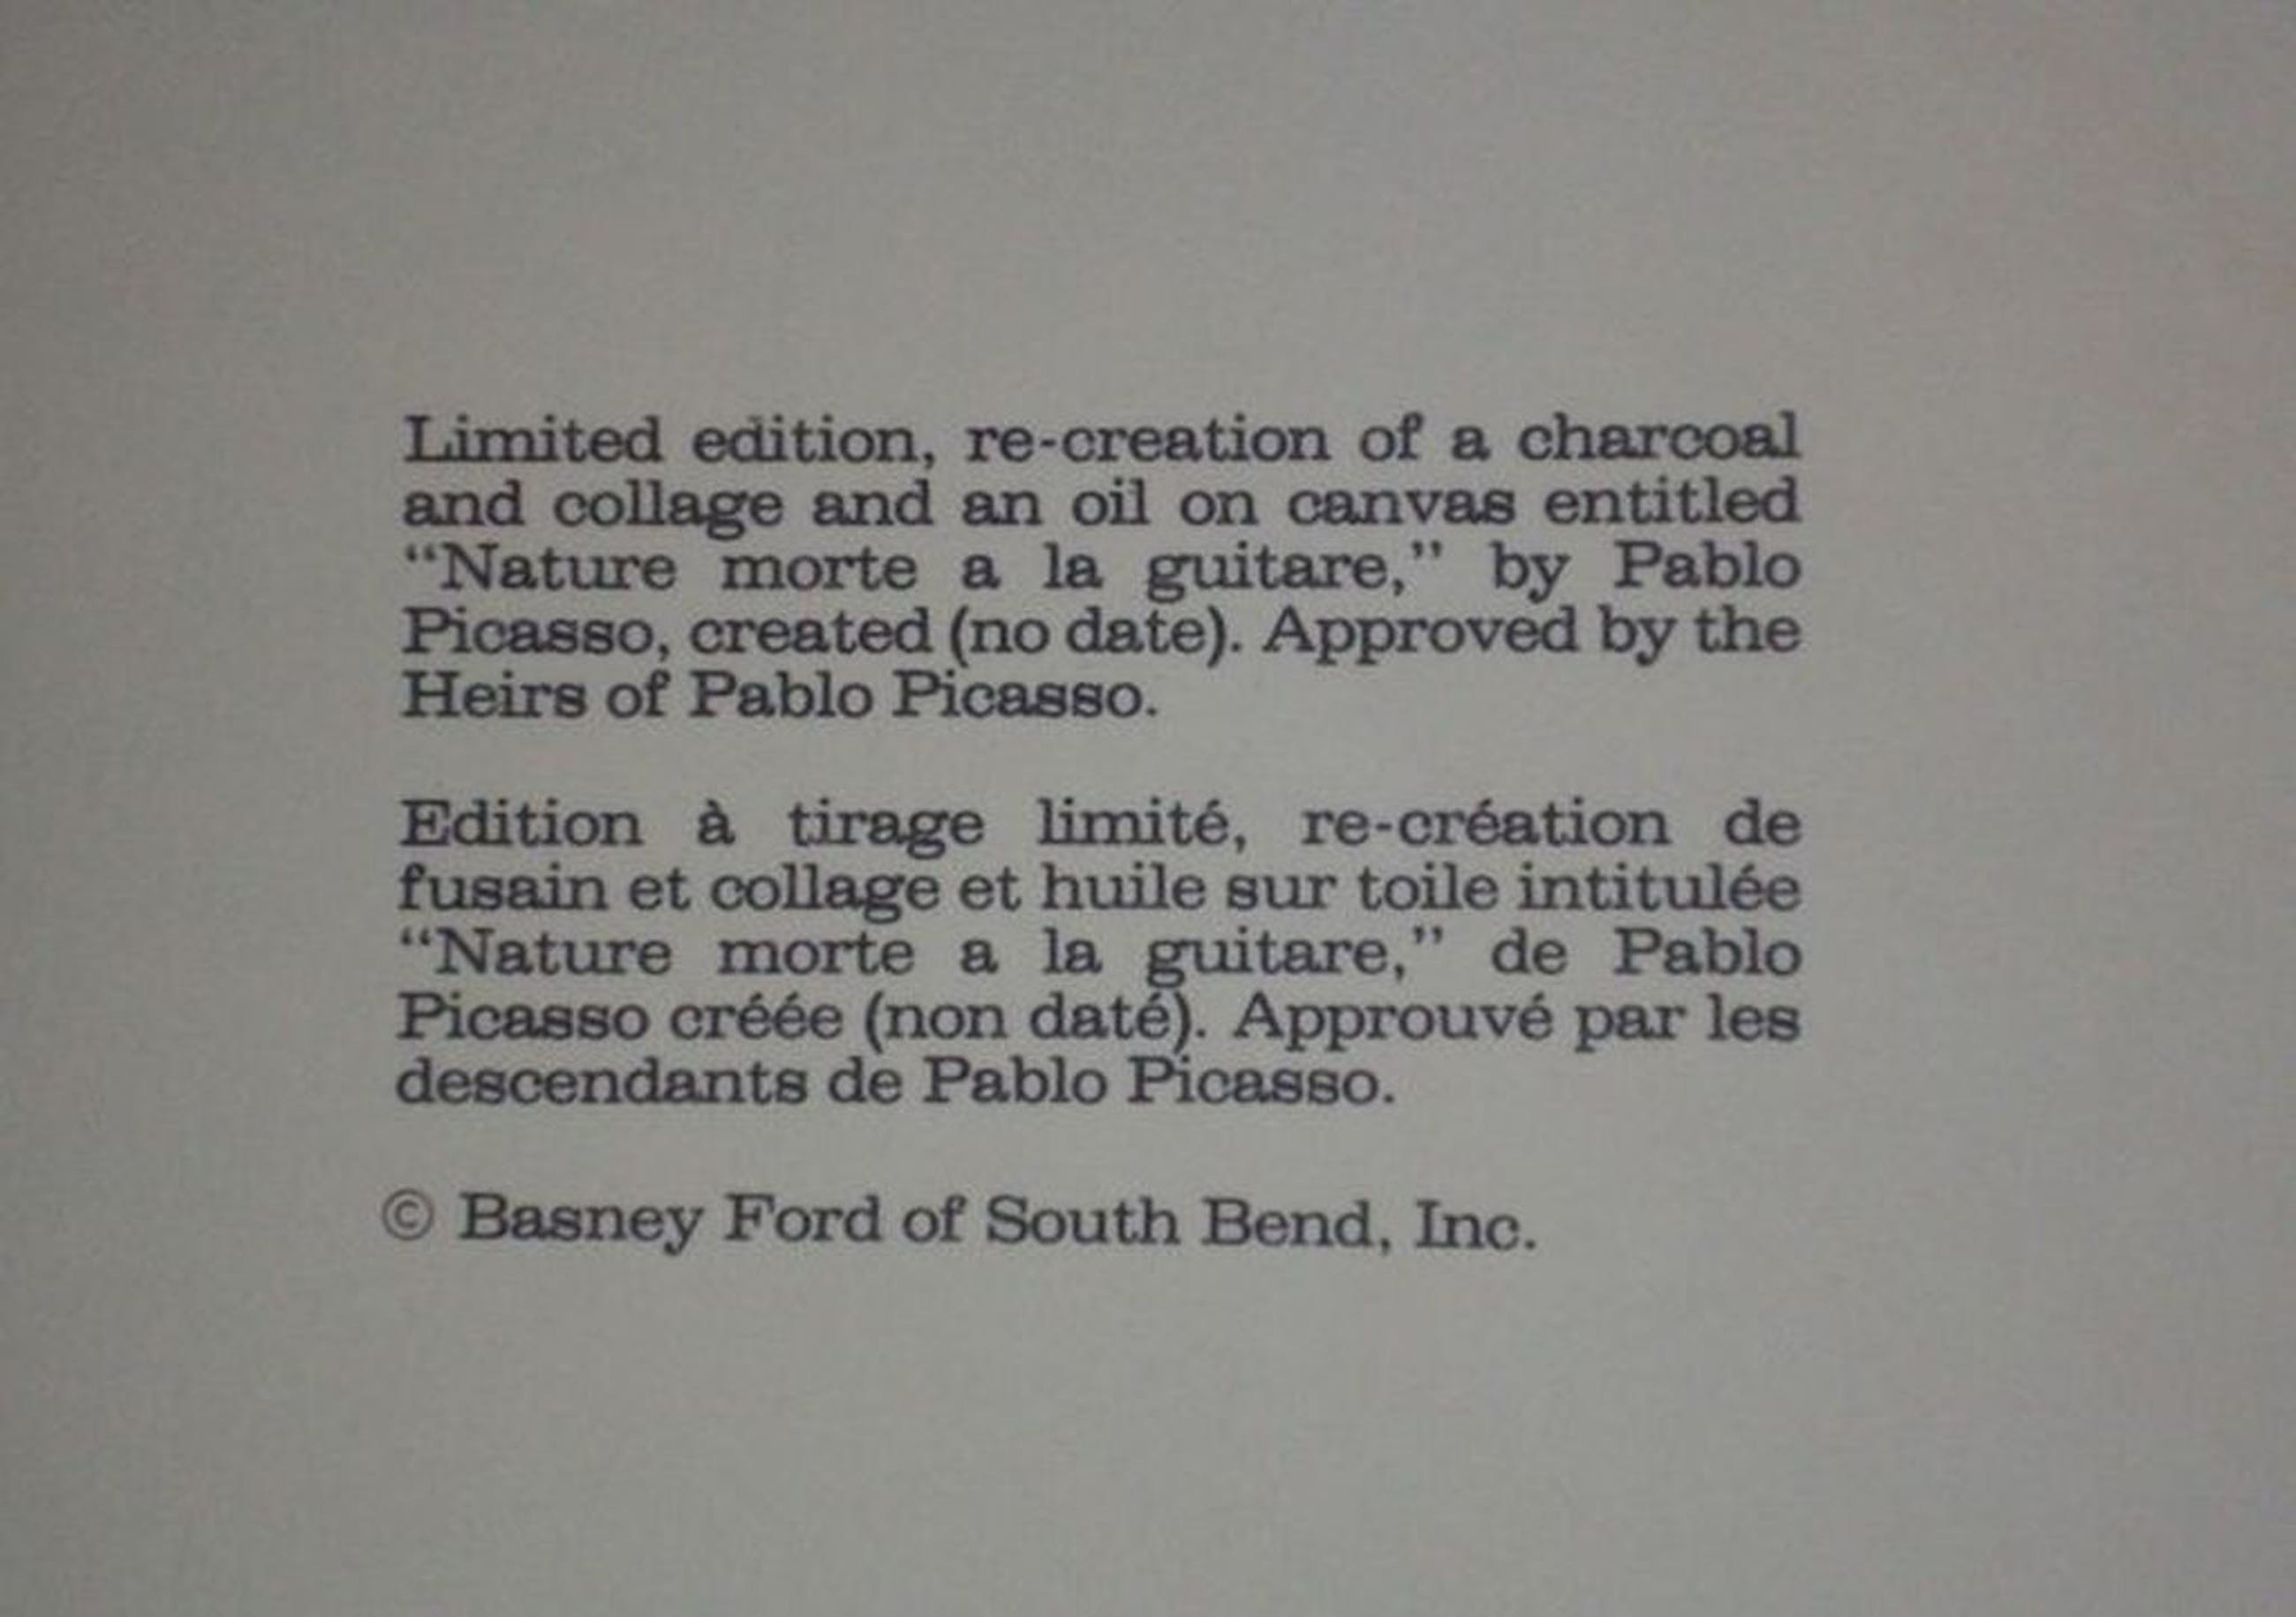 Limited edition, re-creation of a charcoal
and collage and an oil on canvas entitled
“Nature morte a la guitare,” by Pablo
Picasso, created (no date). Approved by the
Heirs of Pablo Picasso.
Edition à tirage limité, re-création de
fusain et collage et huile sur toile intitulée
“Nature morte a la guitare,” de Pablo
Picasso créée (non daté). Approuvé par les
descendants de Pablo Picasso.
© Basney Ford of South Bend, Inc.